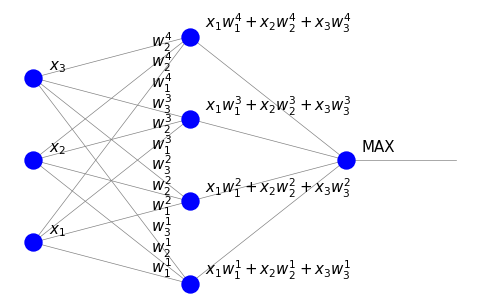 $w_3^4$
$w_2^4$
$w_1^4$
$w_3^3$
$w_2^3$
$w_1^3$
$w_3^2$
$w_2^2$
$w_1^2$
$w_3^1$
$w_2^1$
$w_1^1$
$x_3$
$x_2$
$x_1$
$x_1w_1^4 + x_2w_2^4 + x_3w_3^4$
$x_1w_1^3 + x_2w_2^3 + x_3w_3^3$
$x_1w_1^2 + x_2w_2^2 + x_3w_3^2$
$x_1w_1^1 + x_2w_2^1 + x_3w_3^1$
MAX